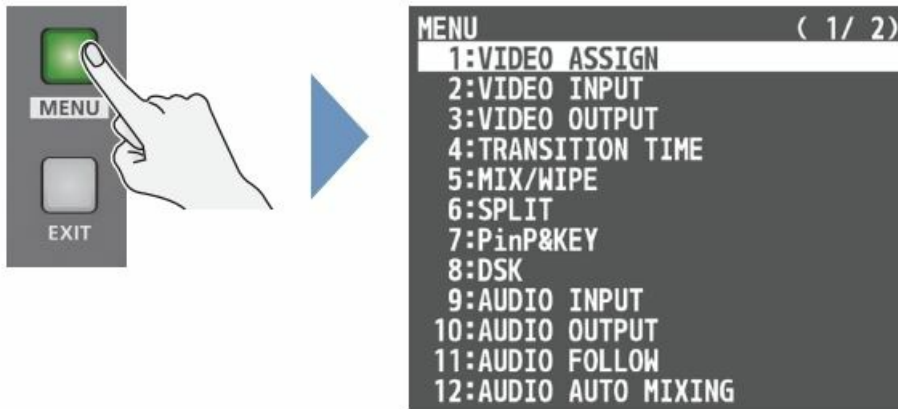 MENU
EXIT
MENU ( 1/ 2)
1:VIDEO ASSIGN
2:VIDEO INPUT
3:VIDEO OUTPUT
4:TRANSITION TIME
5:MIX/WIPE
6:SPLIT
7:PinP&KEY
8:DSK
9:AUDIO INPUT
10:AUDIO OUTPUT
11:AUDIO FOLLOW
12:AUDIO AUTO MIXING